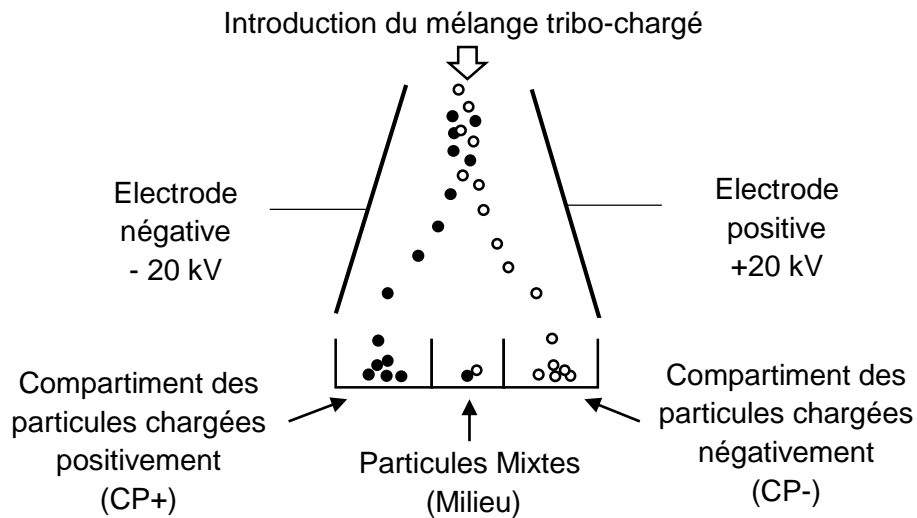 Introduction du mélange tribo-chargé
Electrode
négative
- 20 kV
Electrode
positive
+20 kV
Compartiment des
particules chargées
positivement
(CP+)
Particules Mixtes
(Milieu)
Compartiment des
particules chargées
négativement
(CP-)